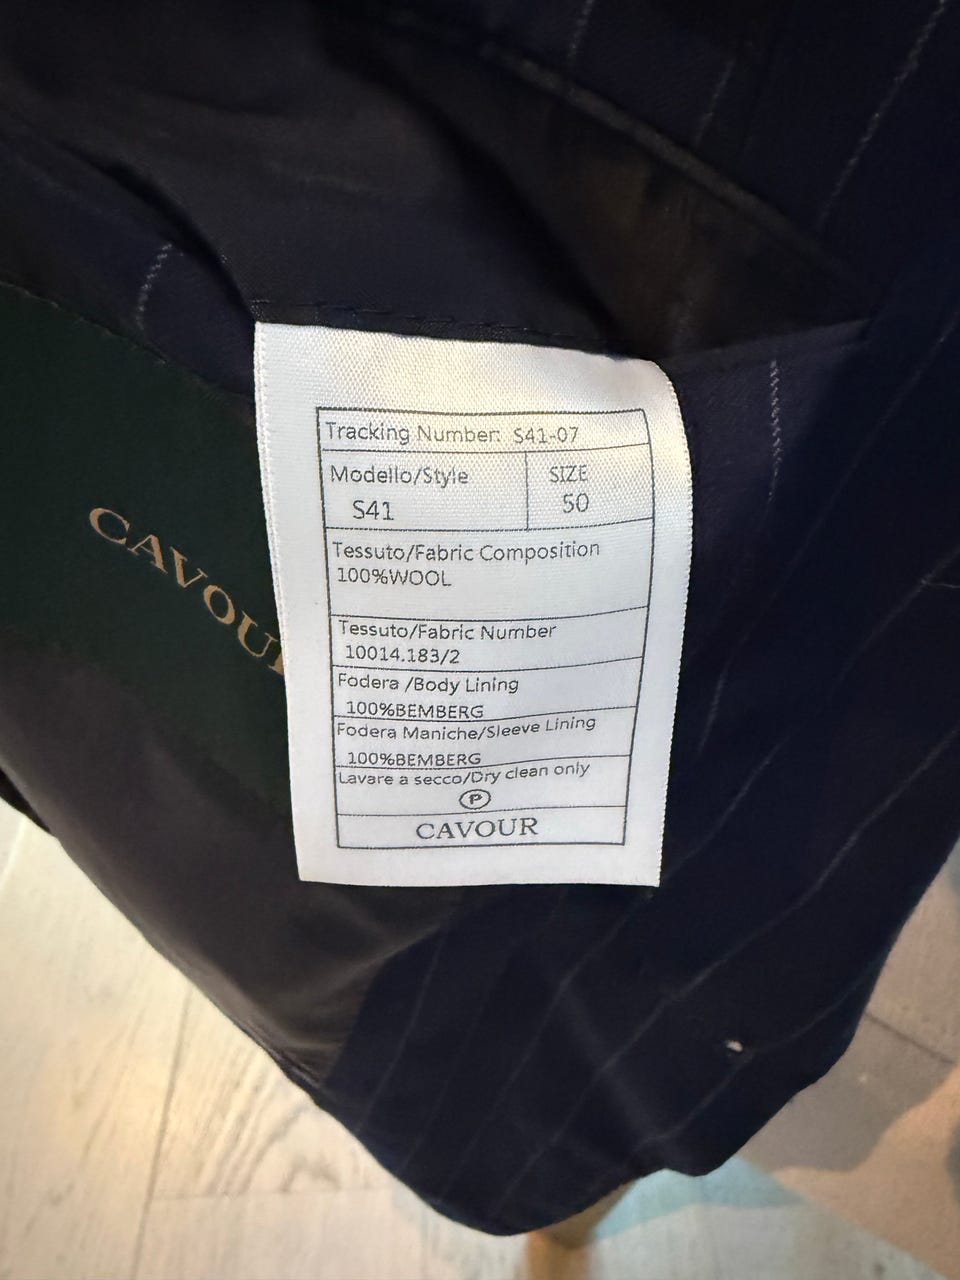 Tracking Number: S41-07
Modello/Style
SIZE
S41
50
Tessuto/Fabric Composition
100%WOOL
Tessuto/Fabric Number
10014.183/2
Fodera /Body Lining
100%BEMBERG
Fodera Maniche/Sleeve Lining
100%BEMBERG
Lavare a secco/Dry clean only
P
CAVOUR
CAVOUR